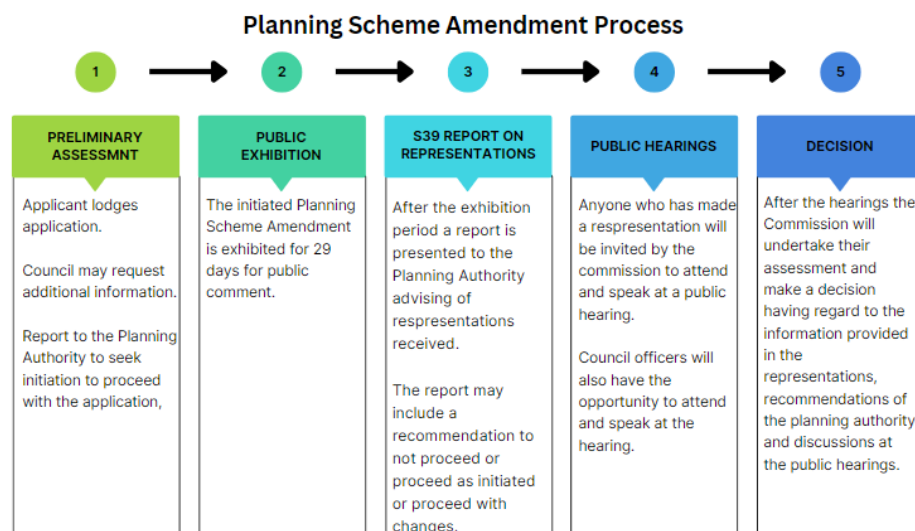 Planning Scheme Amendment Process
1
2
3
4
5
PRELIMINARY
ASSESSMNT
Applicant lodges
application.
Council may request
additional information.
Report to the Planning
Authority to seek
initiation to proceed
with the application,
PUBLIC
EXHIBITION
The initiated Planning
Scheme Amendment
is exhibited for 29
days for public
comment.
S39 REPORT ON
REPRESENTATIONS
After the exhibition
period a report is
presented to the
Planning Authority
advising of
respresentations
received.
The report may
include a
recommendation to
not proceed or
proceed as initiated
or proceed with
changes.
PUBLIC HEARINGS
Anyone who has made
a respresentation will
be invited by the
commission to attend
and speak at a public
hearing.
Council officers will
also have the
opportunity to attend
and speak at the
hearing.
DECISION
After the hearings the
Commission will
undertake their
assessment and
make a decision
having regard to the
information provided
in the
representations,
recommendations of
the planning authority
and discussions at
the public hearings.